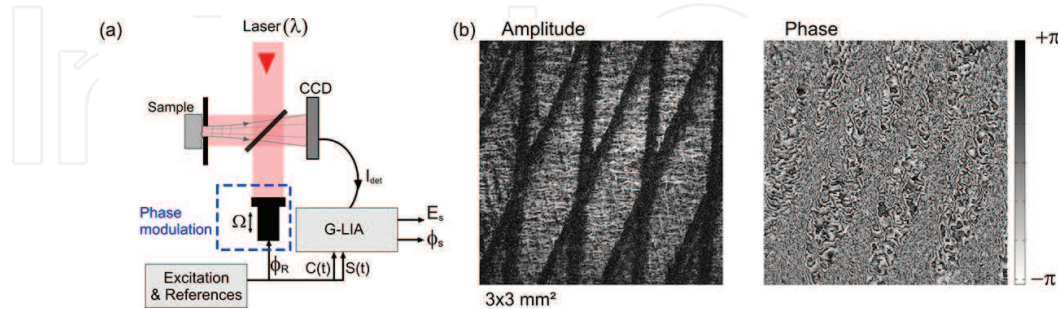 (a)
Laser(λ)
CCD
Sample
I_det
Phase
modulation
Ω
G-LIA
E_s
ϕ_s
ϕ_R
C(t)
S(t)
Excitation
& References
(b)
Amplitude
3x3 mm²
Phase
+π
−π